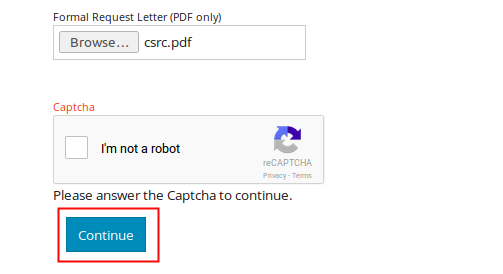 Formal Request Letter (PDF only)
Browse... csrc.pdf
Captcha
I'm not a robot
reCAPTCHA
Privacy - Terms
Please answer the Captcha to continue.
Continue